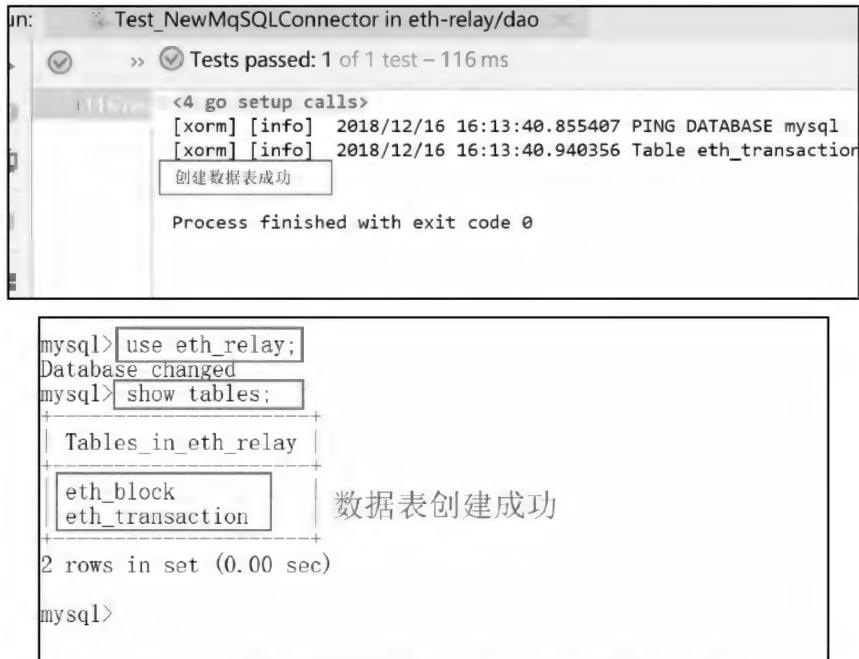 un:
Test_NewMqSQLConnector in eth-relay/dao
» Tests passed: 1 of 1 test – 116 ms
<4 go setup calls>
[xorm] [info] 2018/12/16 16:13:40.855407 PING DATABASE mysql
[xorm] [info] 2018/12/16 16:13:40.940356 Table eth_transaction
创建数据表成功
Process finished with exit code 0
mysql> use eth_relay;
Database changed
mysql> show tables;
+----------------------+
| Tables_in_eth_relay |
+----------------------+
| eth_block |
| eth_transaction |
+----------------------+
数据表创建成功
2 rows in set (0.00 sec)
mysql>